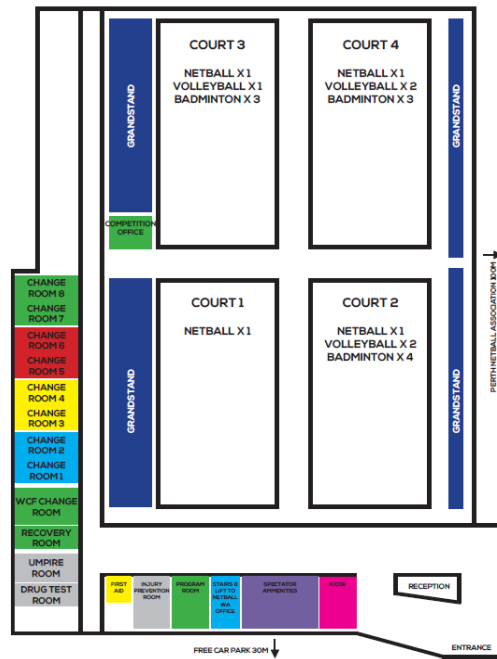 COURT 3
NETBALL X 1
VOLLEYBALL X 1
BADMINTON X 3
COURT 4
NETBALL X 1
VOLLEYBALL X 2
BADMINTON X 3
GRANDSTAND
GRANDSTAND
COMPETITION
OFFICE
PERTH NETBALL ASSOCIATION 100M
CHANGE
ROOM 8
CHANGE
ROOM 7
CHANGE
ROOM 6
CHANGE
ROOM 5
CHANGE
ROOM 4
CHANGE
ROOM 3
CHANGE
ROOM 2
CHANGE
ROOM 1
WCF CHANGE
ROOM
RECOVERY
ROOM
UMPIRE
ROOM
DRUG TEST
ROOM
COURT 1
NETBALL X 1
COURT 2
NETBALL X 1
VOLLEYBALL X 2
BADMINTON X 4
GRANDSTAND
GRANDSTAND
FIRST
AID
INJURY
PREVENTION
ROOM
PROGRAM
ROOM
STAIRS &
LIFT TO
NETBALL
WA
OFFICE
SPECTATOR
AMMENITIES
KIOSK
RECEPTION
FREE CAR PARK 30M
ENTRANCE